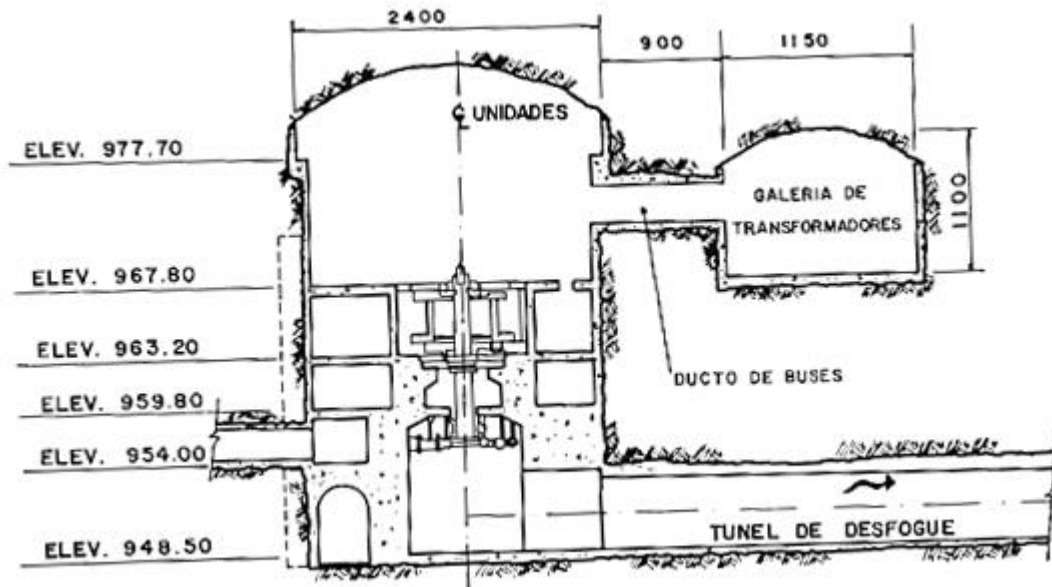 2400
900
1150
℄ UNIDADES
ELEV. 977.70
GALERIA DE
TRANSFORMADORES
1100
ELEV. 967.80
ELEV. 963.20
DUCTO DE BUSES
ELEV. 959.80
ELEV. 954.00
TUNEL DE DESFOGUE
ELEV. 948.50